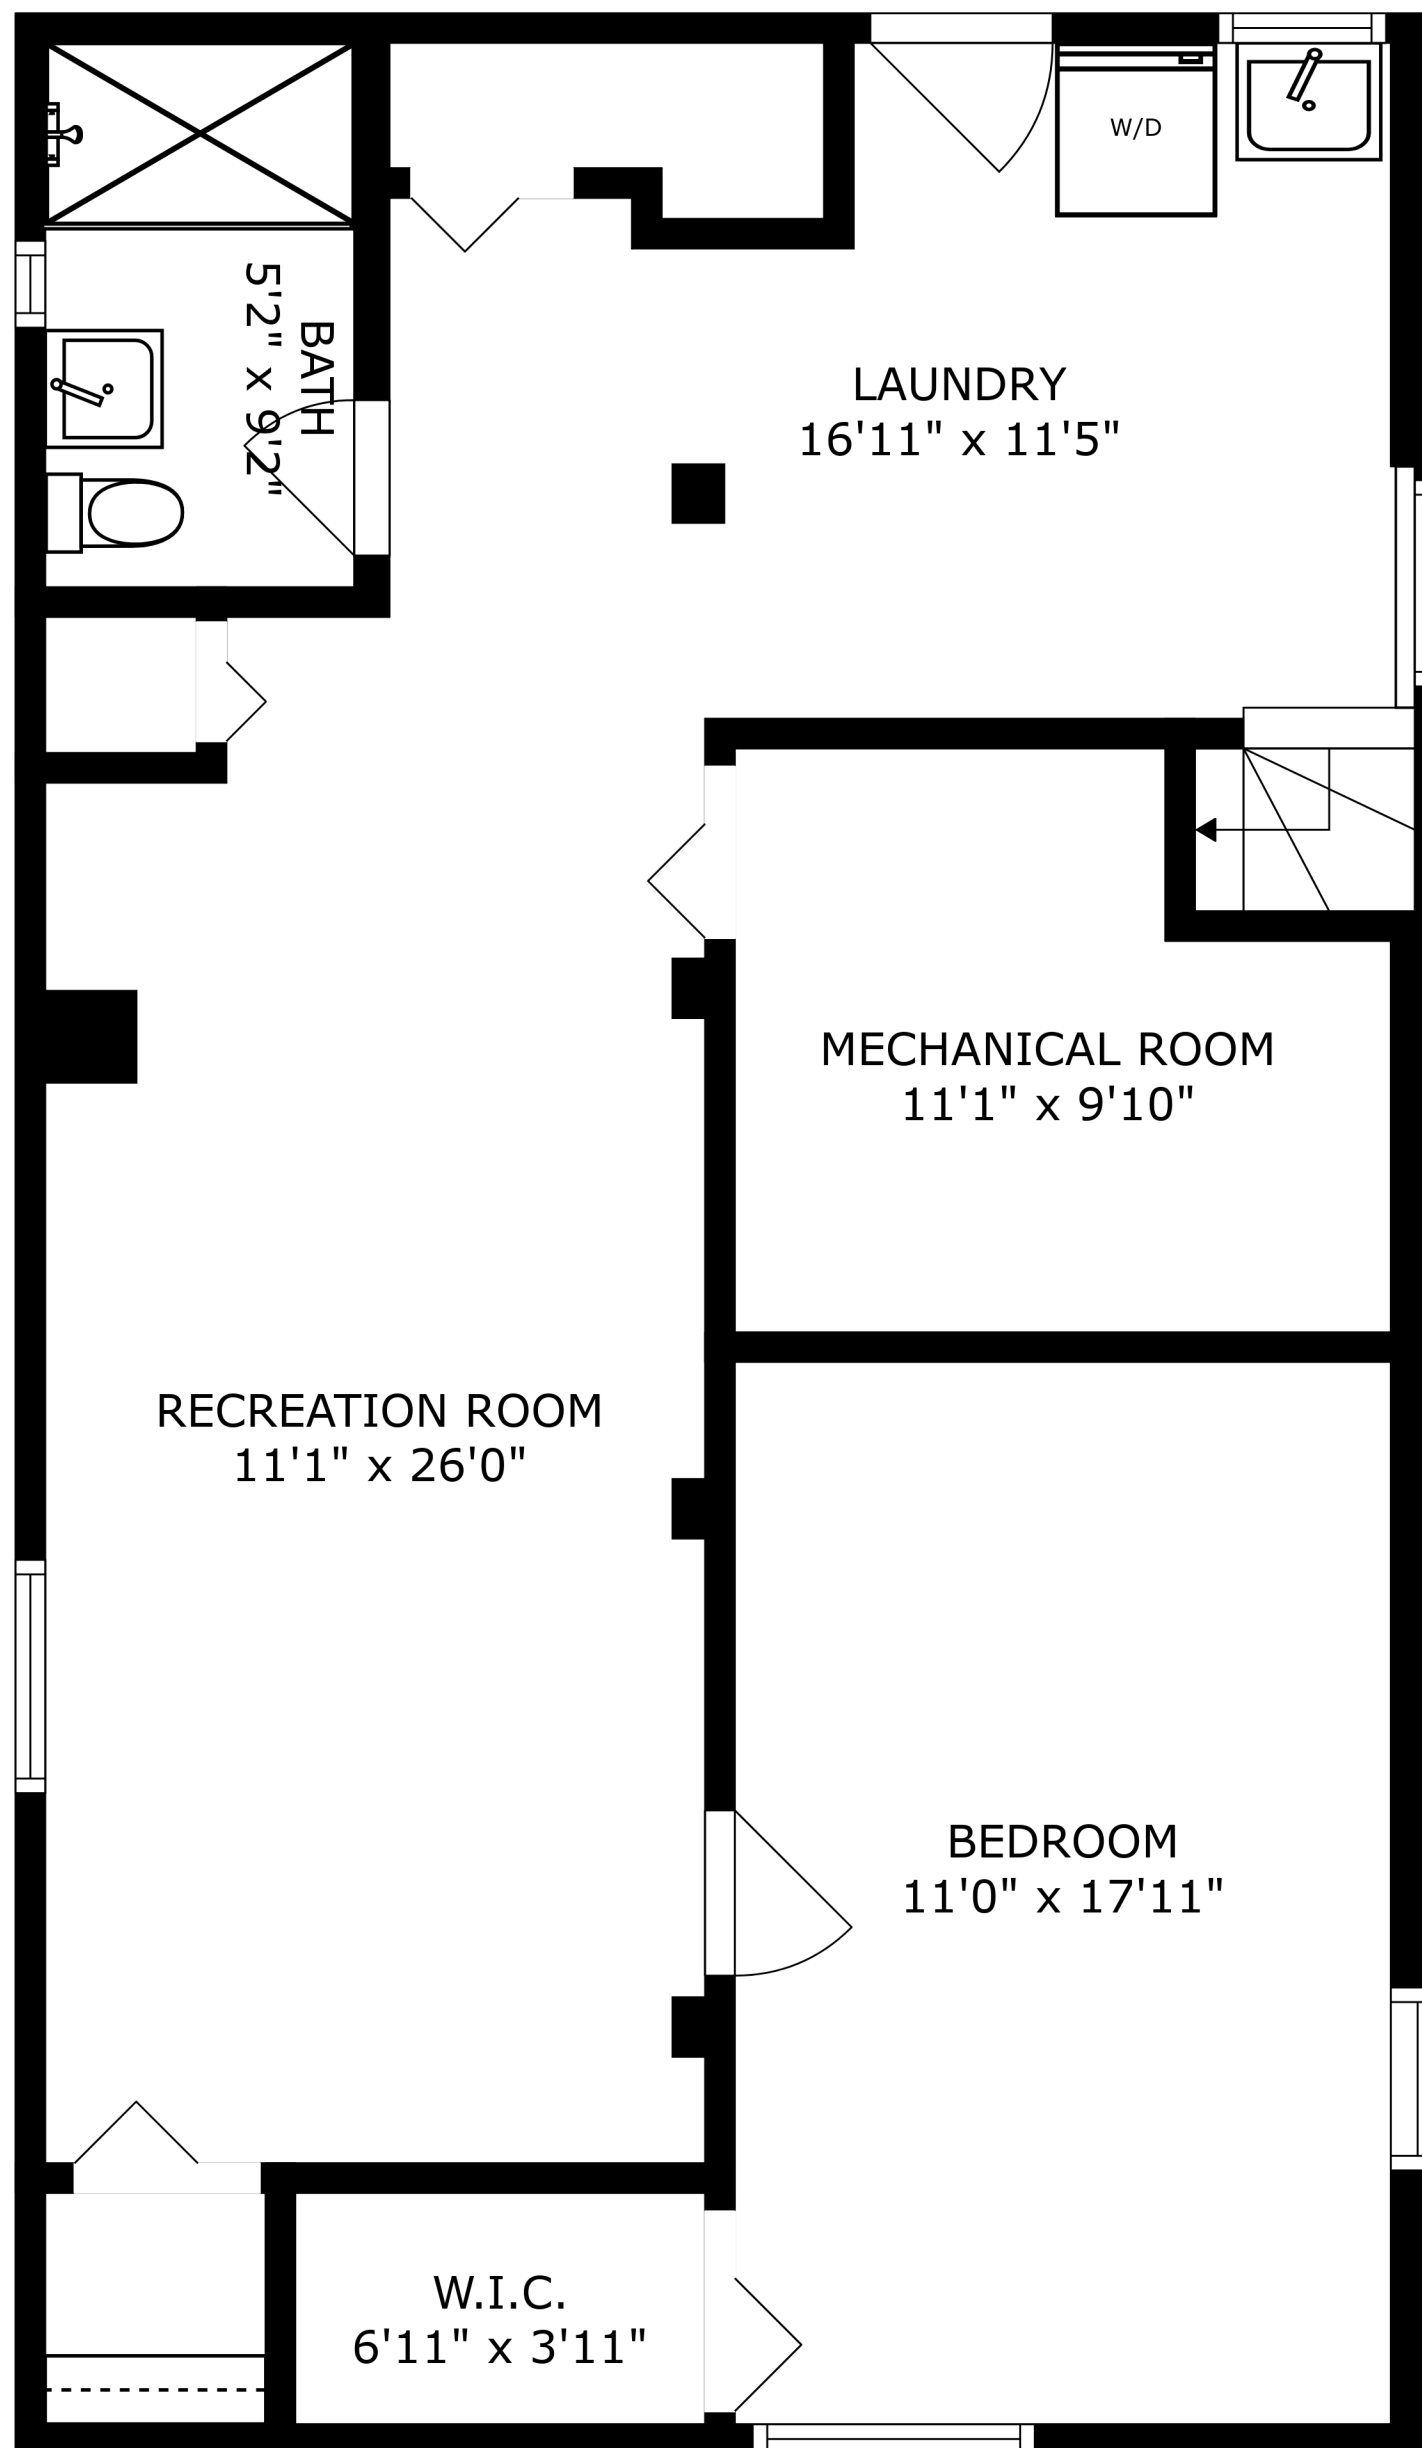 W/D
BATH
5'2" x 9'2"
LAUNDRY
16'11" x 11'5"
MECHANICAL ROOM
11'1" x 9'10"
RECREATION ROOM
11'1" x 26'0"
BEDROOM
11'0" x 17'11"
W.I.C.
6'11" x 3'11"